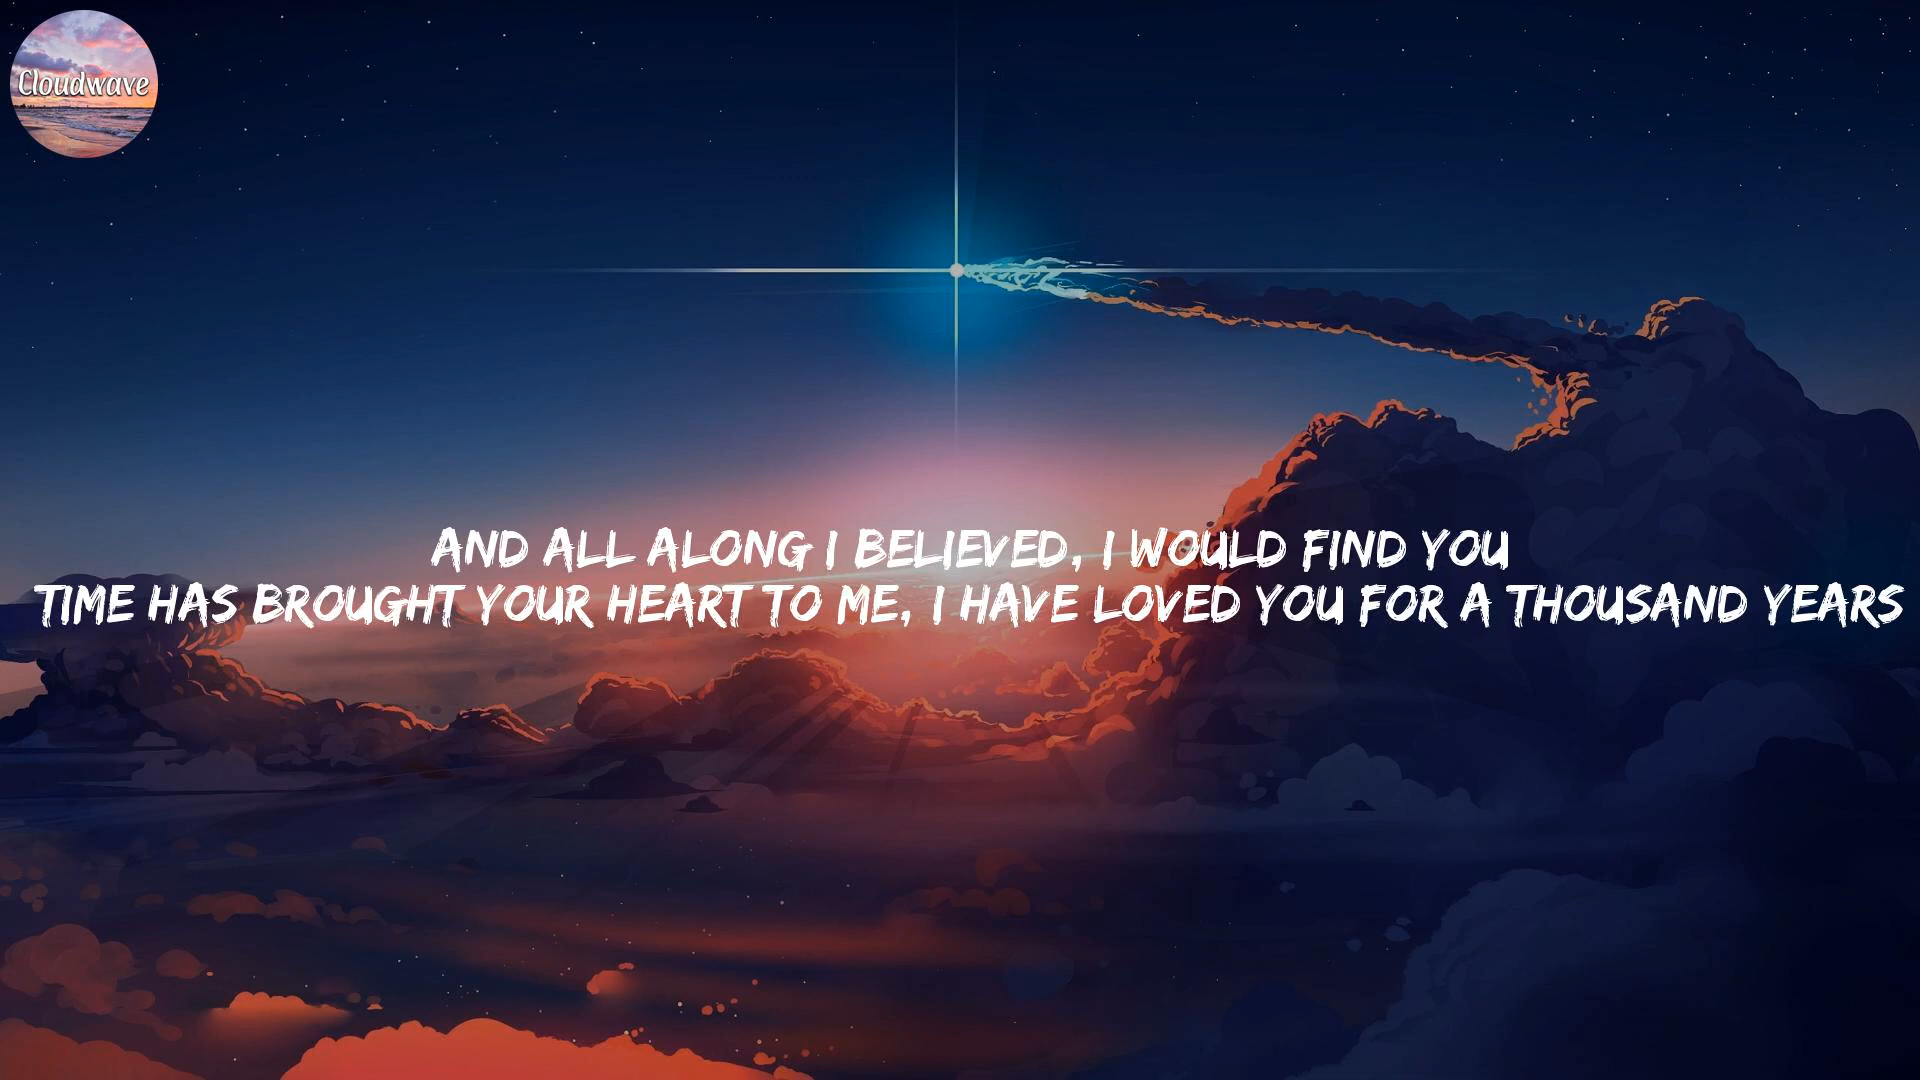 Cloudwave
AND ALL ALONG I BELIEVED, I WOULD FIND YOU
TIME HAS BROUGHT YOUR HEART TO ME, I HAVE LOVED YOU FOR A THOUSAND YEARS